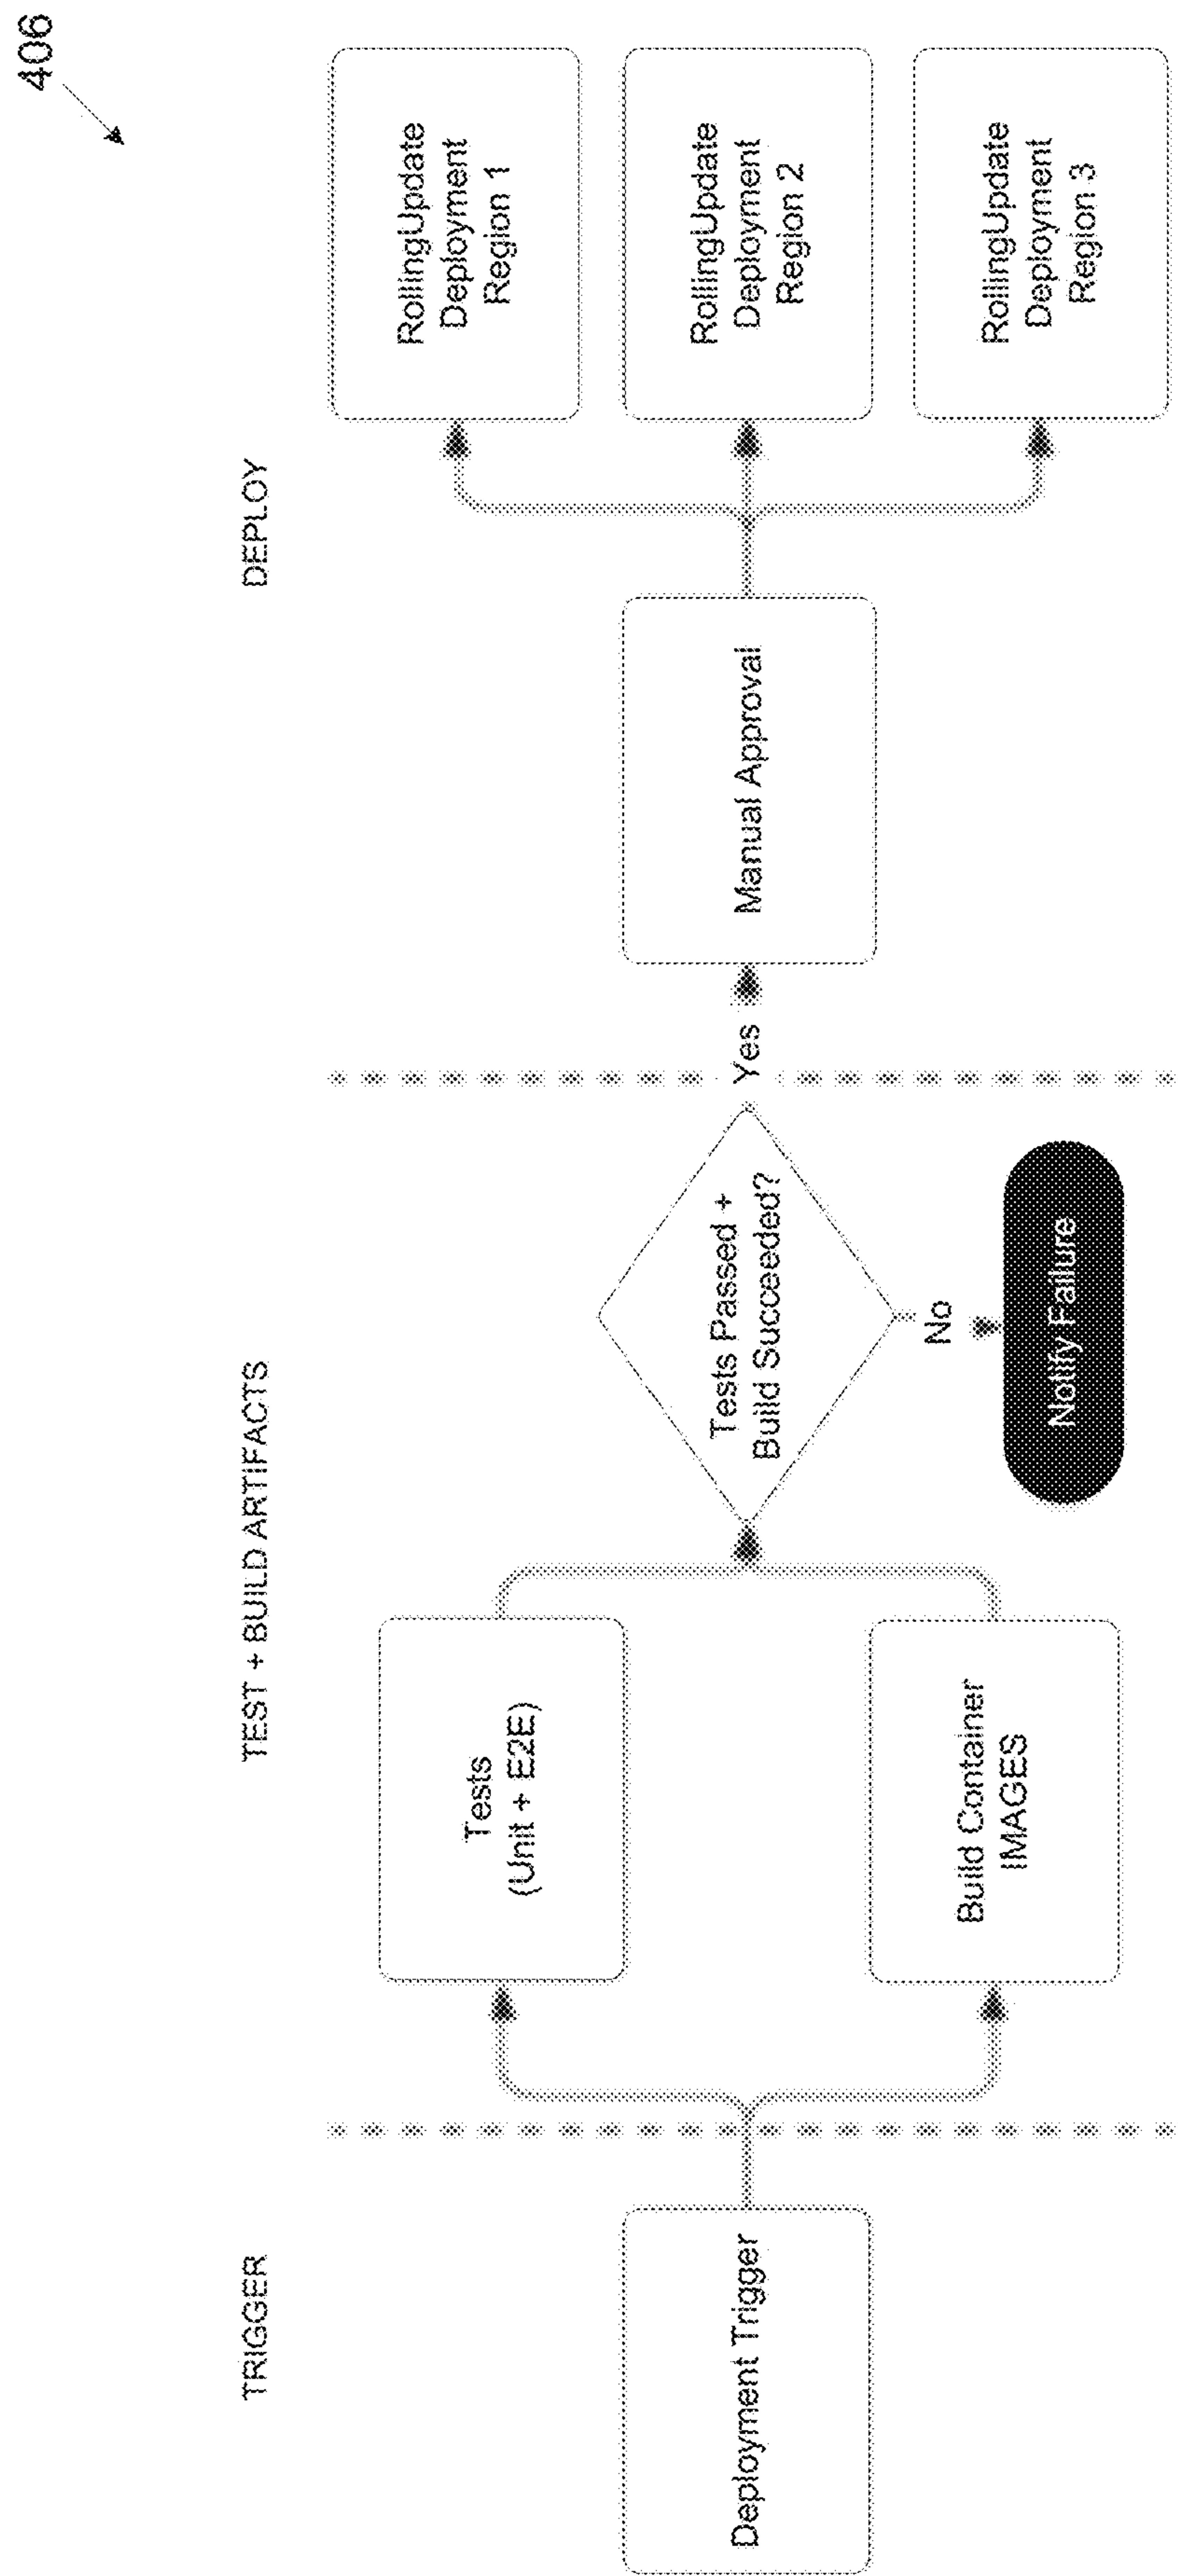 406
TRIGGER
TEST + BUILD ARTIFACTS
DEPLOY
Deployment Trigger
Tests
(Unit + E2E)
Build Container
IMAGES
Tests Passed +
Build Succeeded?
No
Notify Failure
Yes
Manual Approval
RollingUpdate
Deployment
Region 1
RollingUpdate
Deployment
Region 2
RollingUpdate
Deployment
Region 3